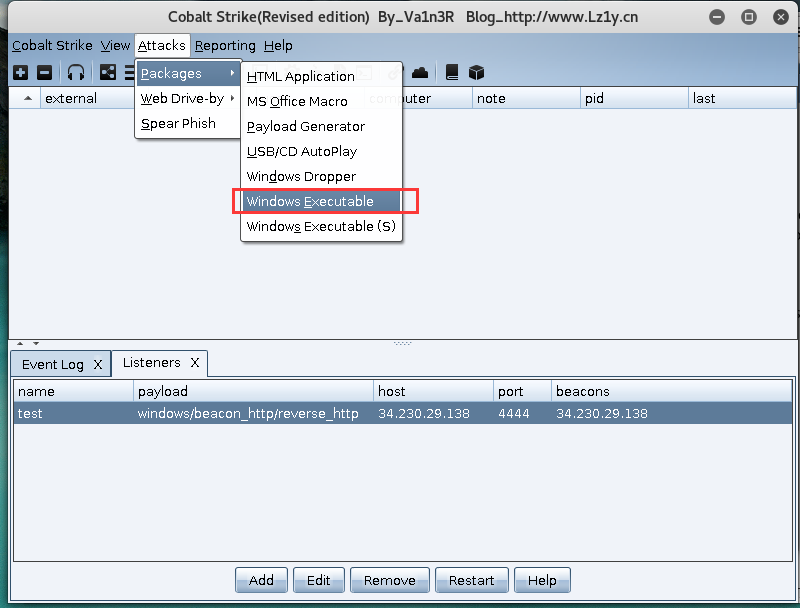 Cobalt Strike(Revised edition) By_Va1n3R Blog_http://www.Lz1y.cn
Cobalt Strike View Attacks Reporting Help
Packages
Web Drive-by
Spear Phish
HTML Application
MS Office Macro
Payload Generator
USB/CD AutoPlay
Windows Dropper
Windows Executable
Windows Executable (S)
external computer note pid last
Event Log X Listeners X
name payload host port beacons
test windows/beacon_http/reverse_http 34.230.29.138 4444 34.230.29.138
Add Edit Remove Restart Help